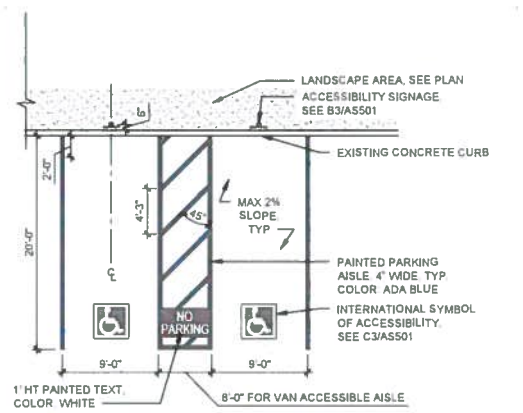 LANDSCAPE AREA, SEE PLAN
ACCESSIBILITY SIGNAGE.
SEE B3/AS501
6"
EXISTING CONCRETE CURB
2'-0"
20'-0"
4'-3"
45°
MAX 2%
SLOPE.
TYP
PAINTED PARKING
AISLE. 4" WIDE. TYP.
COLOR: ADA BLUE
INTERNATIONAL SYMBOL
OF ACCESSIBILITY.
SEE C3/AS501
NO
PARKING
9'-0"
9'-0"
1' HT PAINTED TEXT,
COLOR WHITE
8'-0" FOR VAN ACCESSIBLE AISLE